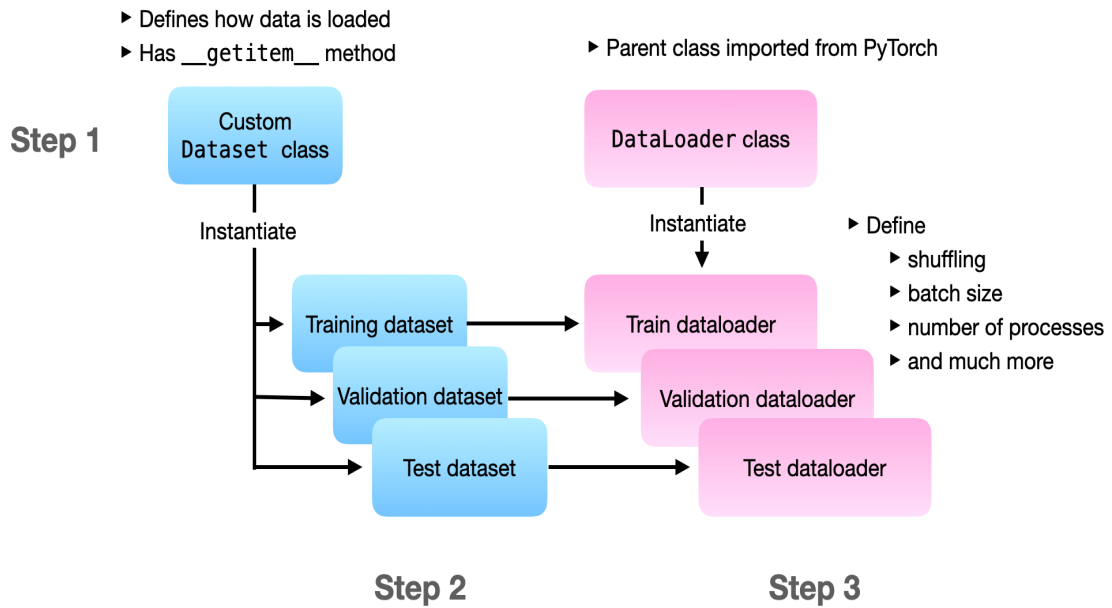 ▶ Defines how data is loaded
▶ Has __getitem__ method
▶ Parent class imported from PyTorch
Step 1
Custom
Dataset class
DataLoader class
Instantiate
Instantiate
▶ Define
▶ shuffling
▶ batch size
▶ number of processes
▶ and much more
Training dataset
Train dataloader
Validation dataset
Validation dataloader
Test dataset
Test dataloader
Step 2
Step 3